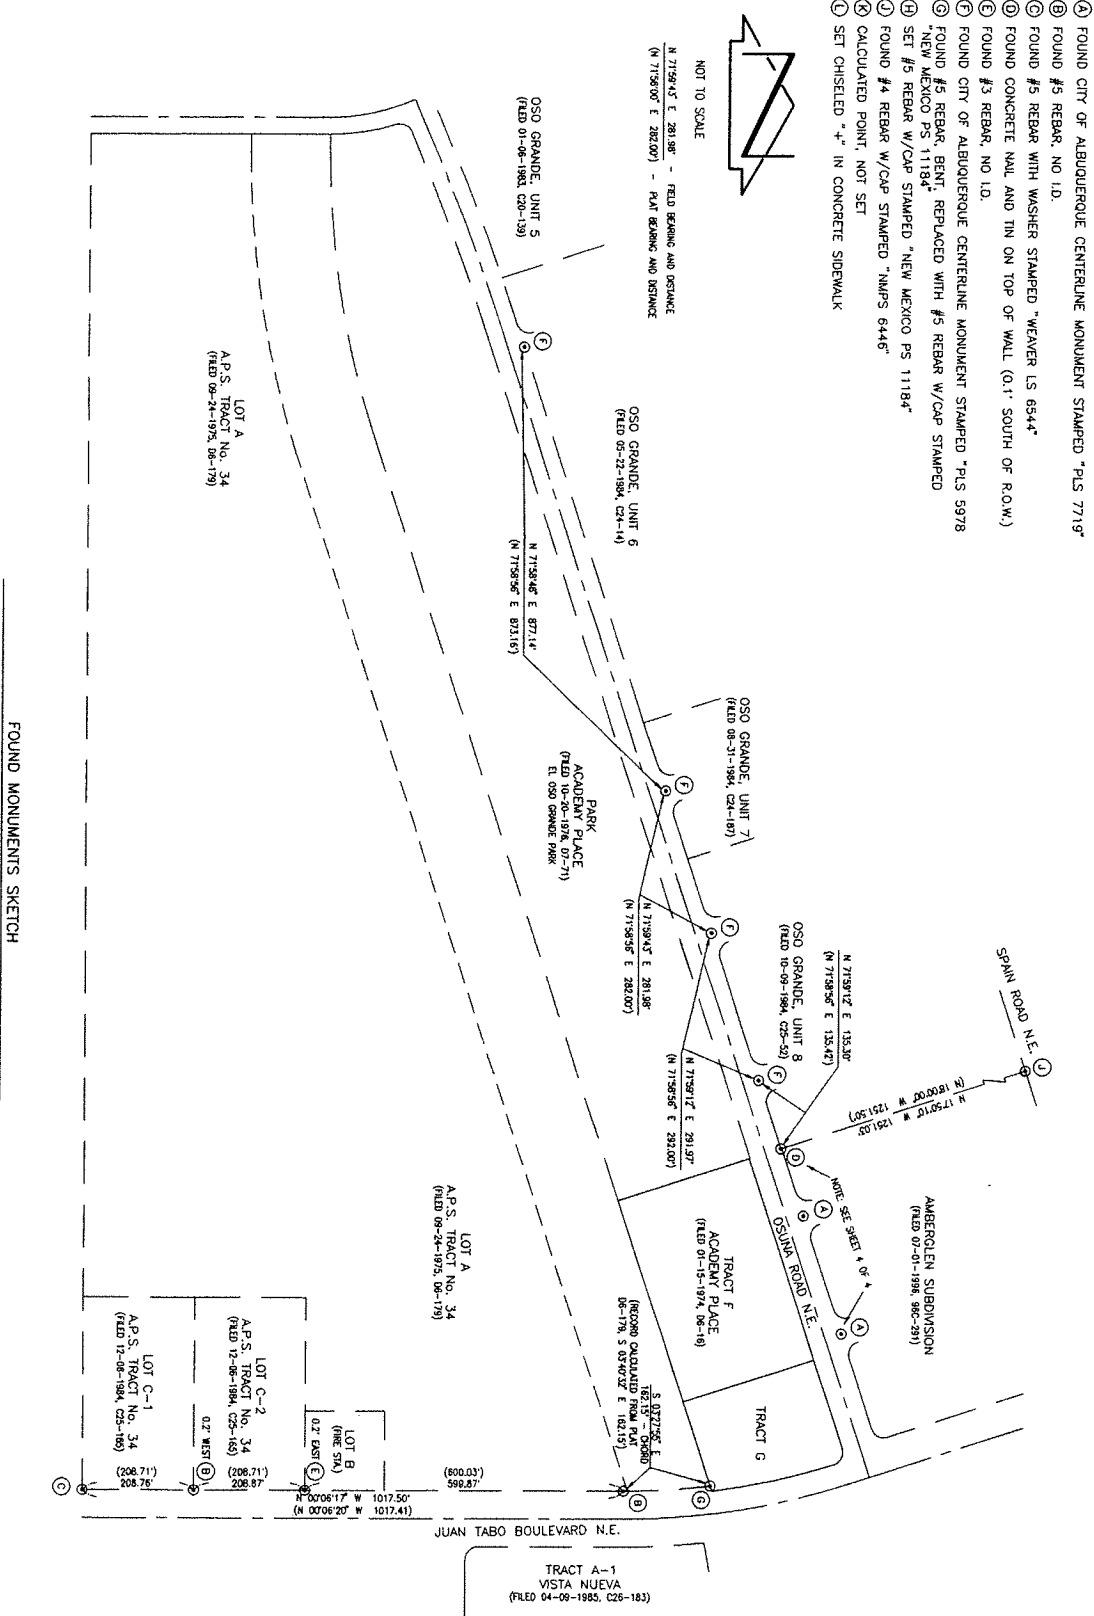 Ⓐ FOUND CITY OF ALBUQUERQUE CENTERLINE MONUMENT STAMPED "PLS 7719"
Ⓑ FOUND #5 REBAR, NO I.D.
Ⓒ FOUND #5 REBAR WITH WASHER STAMPED "WEAVER LS 6544"
Ⓓ FOUND CONCRETE NAIL AND TIN ON TOP OF WALL (0.1' SOUTH OF R.O.W.)
Ⓔ FOUND #3 REBAR, NO I.D.
Ⓕ FOUND CITY OF ALBUQUERQUE CENTERLINE MONUMENT STAMPED "PLS 5978
Ⓖ FOUND #5 REBAR, BENT, REPLACED WITH #5 REBAR W/CAP STAMPED
"NEW MEXICO PS 11184"
Ⓗ SET #5 REBAR W/CAP STAMPED "NEW MEXICO PS 11184"
Ⓙ FOUND #4 REBAR W/CAP STAMPED "NMPS 6446"
Ⓚ CALCULATED POINT, NOT SET
Ⓛ SET CHISELED "+" IN CONCRETE SIDEWALK
NOT TO SCALE
N 71°59'43" E 281.98' - FIELD BEARING AND DISTANCE
(N 71°56'00" E 282.00') - PLAT BEARING AND DISTANCE
OSO GRANDE, UNIT 5
(FILED 01-06-1983, C20-139)
Ⓕ
OSO GRANDE, UNIT 6
(FILED 05-22-1984, C24-14)
N 71°58'48" E 877.14'
(N 71°58'56" E 873.16')
OSO GRANDE, UNIT 7
(FILED 08-31-1984, C24-187)
Ⓕ
N 71°59'43" E 281.98'
(N 71°58'56" E 282.00')
Ⓕ
OSO GRANDE, UNIT 8
(FILED 10-09-1984, C25-52)
N 71°59'12" E 135.30'
(N 71°58'56" E 135.42')
N 71°59'12" E 291.97'
(N 71°58'56" E 292.00')
Ⓕ
SPAIN ROAD N.E.
Ⓙ
N 17°50'10" W 1251.03'
(N 18°00'00" W 1251.50')
Ⓓ
NOTE: SEE SHEET 4 OF 4
Ⓐ
Ⓐ
AMBERGLEN SUBDIVISION
(FILED 07-01-1996, 96C-291)
OSUNA ROAD N.E.
TRACT F
ACADEMY PLACE
(FILED 01-15-1974, D6-16)
TRACT G
PARK
ACADEMY PLACE
(FILED 10-20-1976, D7-71)
EL OSO GRANDE PARK
LOT A
A.P.S. TRACT No. 34
(FILED 09-24-1975, D6-179)
LOT A
A.P.S. TRACT No. 34
(FILED 09-24-1975, D6-179)
S 03°27'55" E
162.15' - CHORD
(RECORD CALCULATED FROM PLAT
D6-179, S 03°40'32" E 162.15')
Ⓖ
Ⓑ
(600.03')
599.87'
LOT B
(FIRE STA.)
0.2' EAST Ⓔ
LOT C-2
A.P.S. TRACT No. 34
(FILED 12-06-1984, C25-165)
(208.71')
208.87'
0.2' WEST Ⓑ
LOT C-1
A.P.S. TRACT No. 34
(FILED 12-06-1984, C25-165)
(208.71')
208.76'
Ⓒ
N 00°06'17" W 1017.50'
(N 00°06'20" W 1017.41)
JUAN TABO BOULEVARD N.E.
TRACT A-1
VISTA NUEVA
(FILED 04-09-1985, C26-183)
FOUND MONUMENTS SKETCH